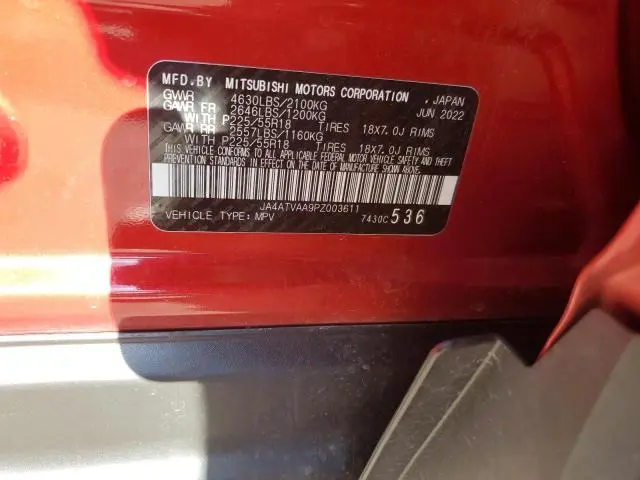 MFD.BY MITSUBISHI MOTORS CORPORATION , JAPAN
GWR 4630LBS/2100KG JUN 2022
GAWR FR 2646LBS/1200KG
WITH P225/55R18 TIRES 18X7.0J RIMS
GAWR RR 5557LBS/1160KG
WITH P225/55R18 TIRES 18X7.0J RIMS
THIS VEHICLE CONFORMS TO ALL APPLICABLE FEDERAL MOTOR VEHICLE SAFETY AND THEFT
PREVENTION STANDARDS IN EFFECT ON THE DATE OF MANUFACTURE SHOWN ABOVE.
JA4ATVAA9PZ003611
VEHICLE TYPE: MPV 7430C 536